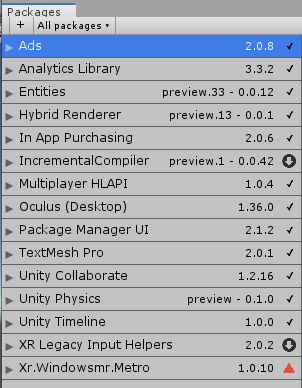 Packages
+ All packages
Ads 2.0.8
Analytics Library 3.3.2
Entities preview.33 - 0.0.12
Hybrid Renderer preview.13 - 0.0.1
In App Purchasing 2.0.6
IncrementalCompiler preview.1 - 0.0.42
Multiplayer HLAPI 1.0.4
Oculus (Desktop) 1.36.0
Package Manager UI 2.1.2
TextMesh Pro 2.0.1
Unity Collaborate 1.2.16
Unity Physics preview - 0.1.0
Unity Timeline 1.0.0
XR Legacy Input Helpers 2.0.2
Xr.Windowsmr.Metro 1.0.10